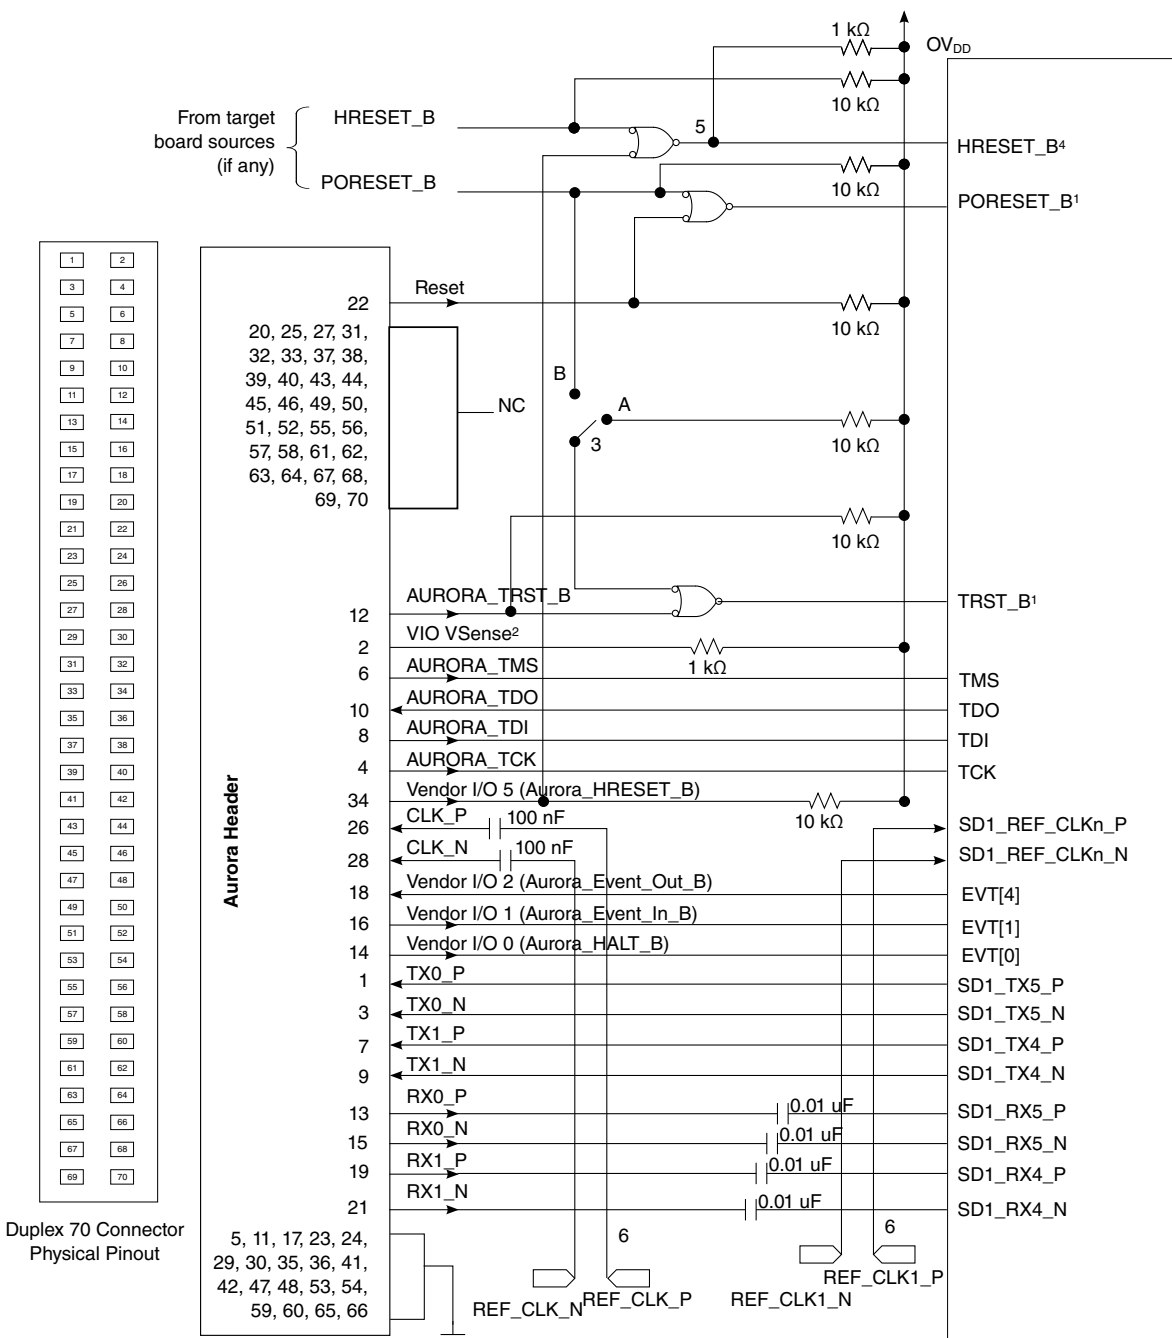 1 kΩ
OVDD
10 kΩ
From target
board sources
(if any)
HRESET_B
5
HRESET_B4
PORESET_B
10 kΩ
PORESET_B1
1 2
3 4
5 6
7 8
9 10
11 12
13 14
15 16
17 18
19 20
21 22
23 24
25 26
27 28
29 30
31 32
33 34
35 36
37 38
39 40
41 42
43 44
45 46
47 48
49 50
51 52
53 54
55 56
57 58
59 60
61 62
63 64
65 66
67 68
69 70
Duplex 70 Connector
Physical Pinout
Aurora Header
22 Reset
10 kΩ
20, 25, 27, 31,
32, 33, 37, 38,
39, 40, 43, 44,
45, 46, 49, 50,
51, 52, 55, 56,
57, 58, 61, 62,
63, 64, 67, 68,
69, 70
NC
B
A
3
10 kΩ
10 kΩ
12 AURORA_TRST_B TRST_B1
2 VIO VSense2 1 kΩ
6 AURORA_TMS TMS
10 AURORA_TDO TDO
8 AURORA_TDI TDI
4 AURORA_TCK TCK
34 Vendor I/O 5 (Aurora_HRESET_B) 10 kΩ
26 CLK_P 100 nF SD1_REF_CLKn_P
28 CLK_N 100 nF SD1_REF_CLKn_N
18 Vendor I/O 2 (Aurora_Event_Out_B) EVT[4]
16 Vendor I/O 1 (Aurora_Event_In_B) EVT[1]
14 Vendor I/O 0 (Aurora_HALT_B) EVT[0]
1 TX0_P SD1_TX5_P
3 TX0_N SD1_TX5_N
7 TX1_P SD1_TX4_P
9 TX1_N SD1_TX4_N
13 RX0_P 0.01 uF SD1_RX5_P
15 RX0_N 0.01 uF SD1_RX5_N
19 RX1_P 0.01 uF SD1_RX4_P
21 RX1_N 0.01 uF SD1_RX4_N
5, 11, 17, 23, 24,
29, 30, 35, 36, 41,
42, 47, 48, 53, 54,
59, 60, 65, 66
6
6
REF_CLK_N
REF_CLK_P
REF_CLK1_N
REF_CLK1_P